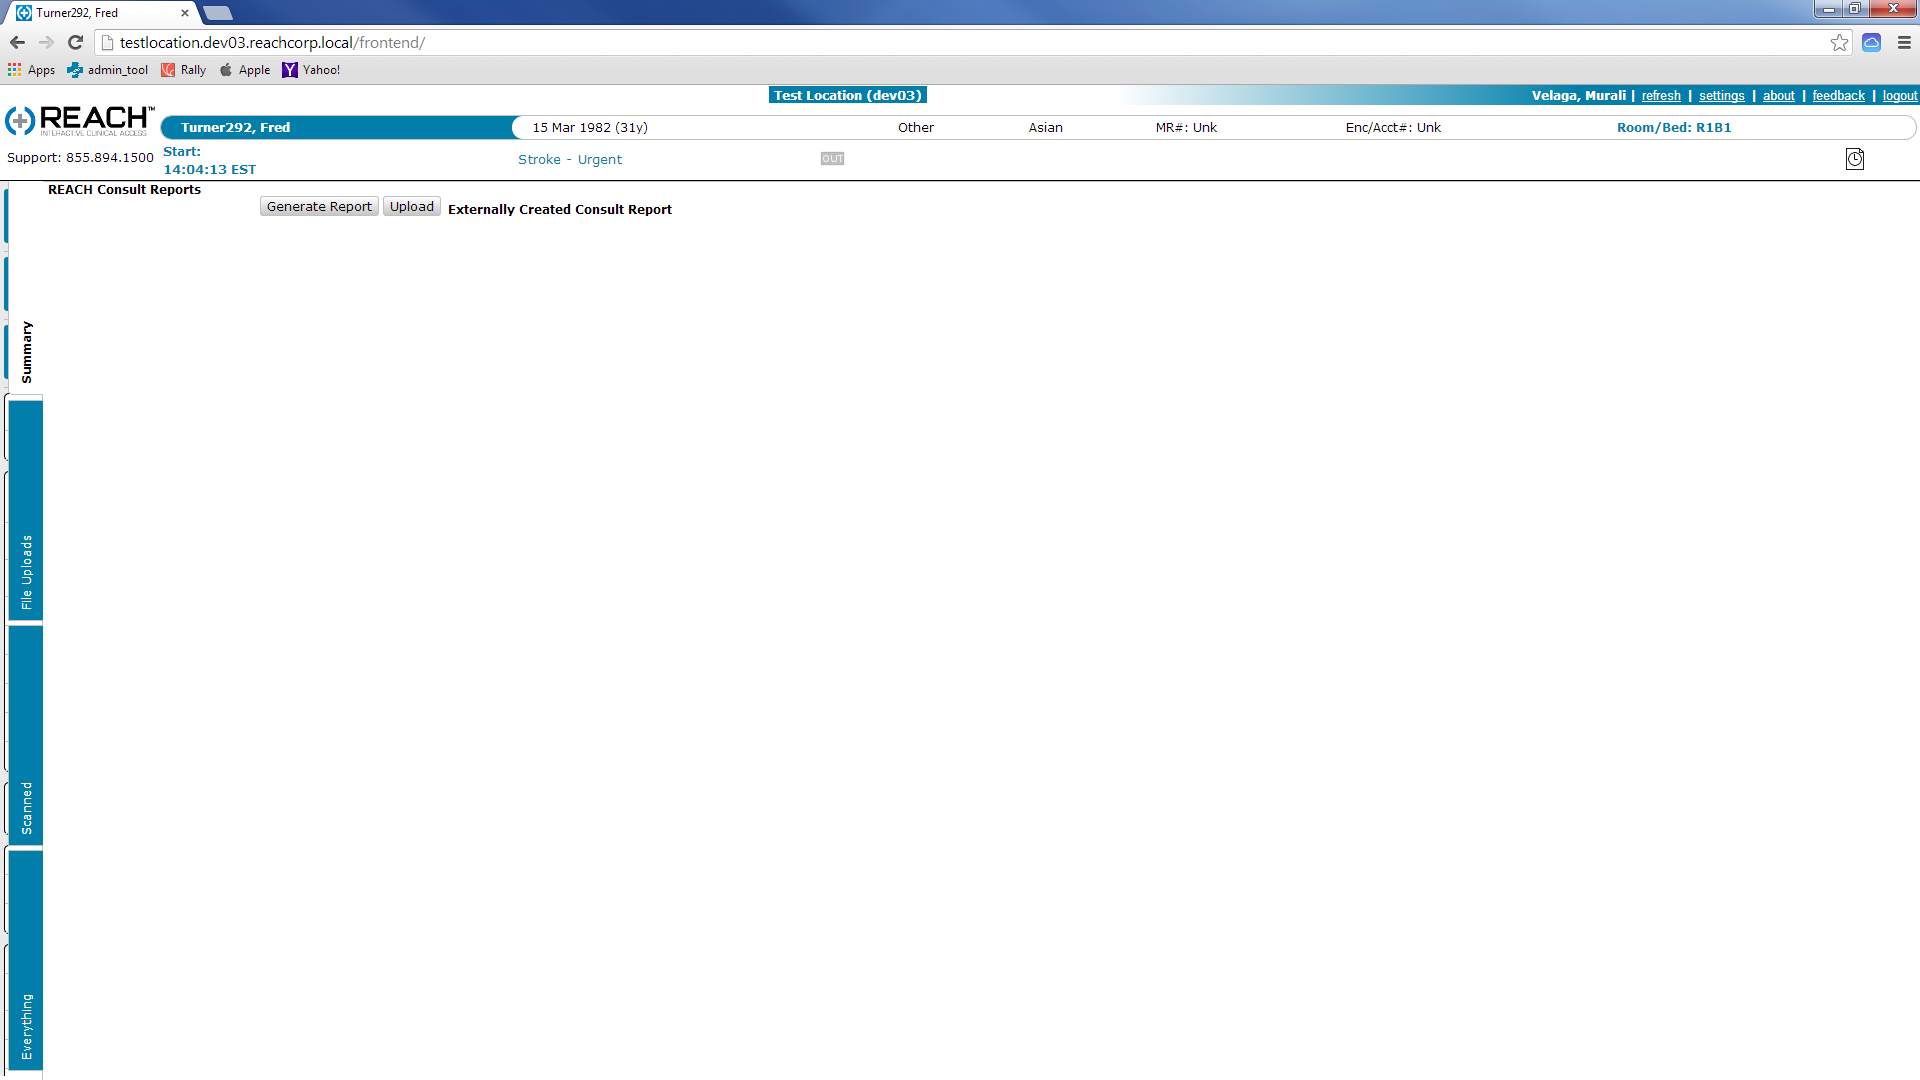 Turner292, Fred
testlocation.dev03.reachcorp.local/frontend/
Apps admin_tool Rally Apple Yahoo!
Test Location (dev03) Velaga, Murali | refresh | settings | about | feedback | logout
REACH™
INTERACTIVE CLINICAL ACCESS
Turner292, Fred 15 Mar 1982 (31y) Other Asian MR#: Unk Enc/Acct#: Unk Room/Bed: R1B1
Support: 855.894.1500
Start:
14:04:13 EST
Stroke - Urgent OUT
REACH Consult Reports
Generate Report Upload Externally Created Consult Report
Summary
File Uploads
Scanned
Everything